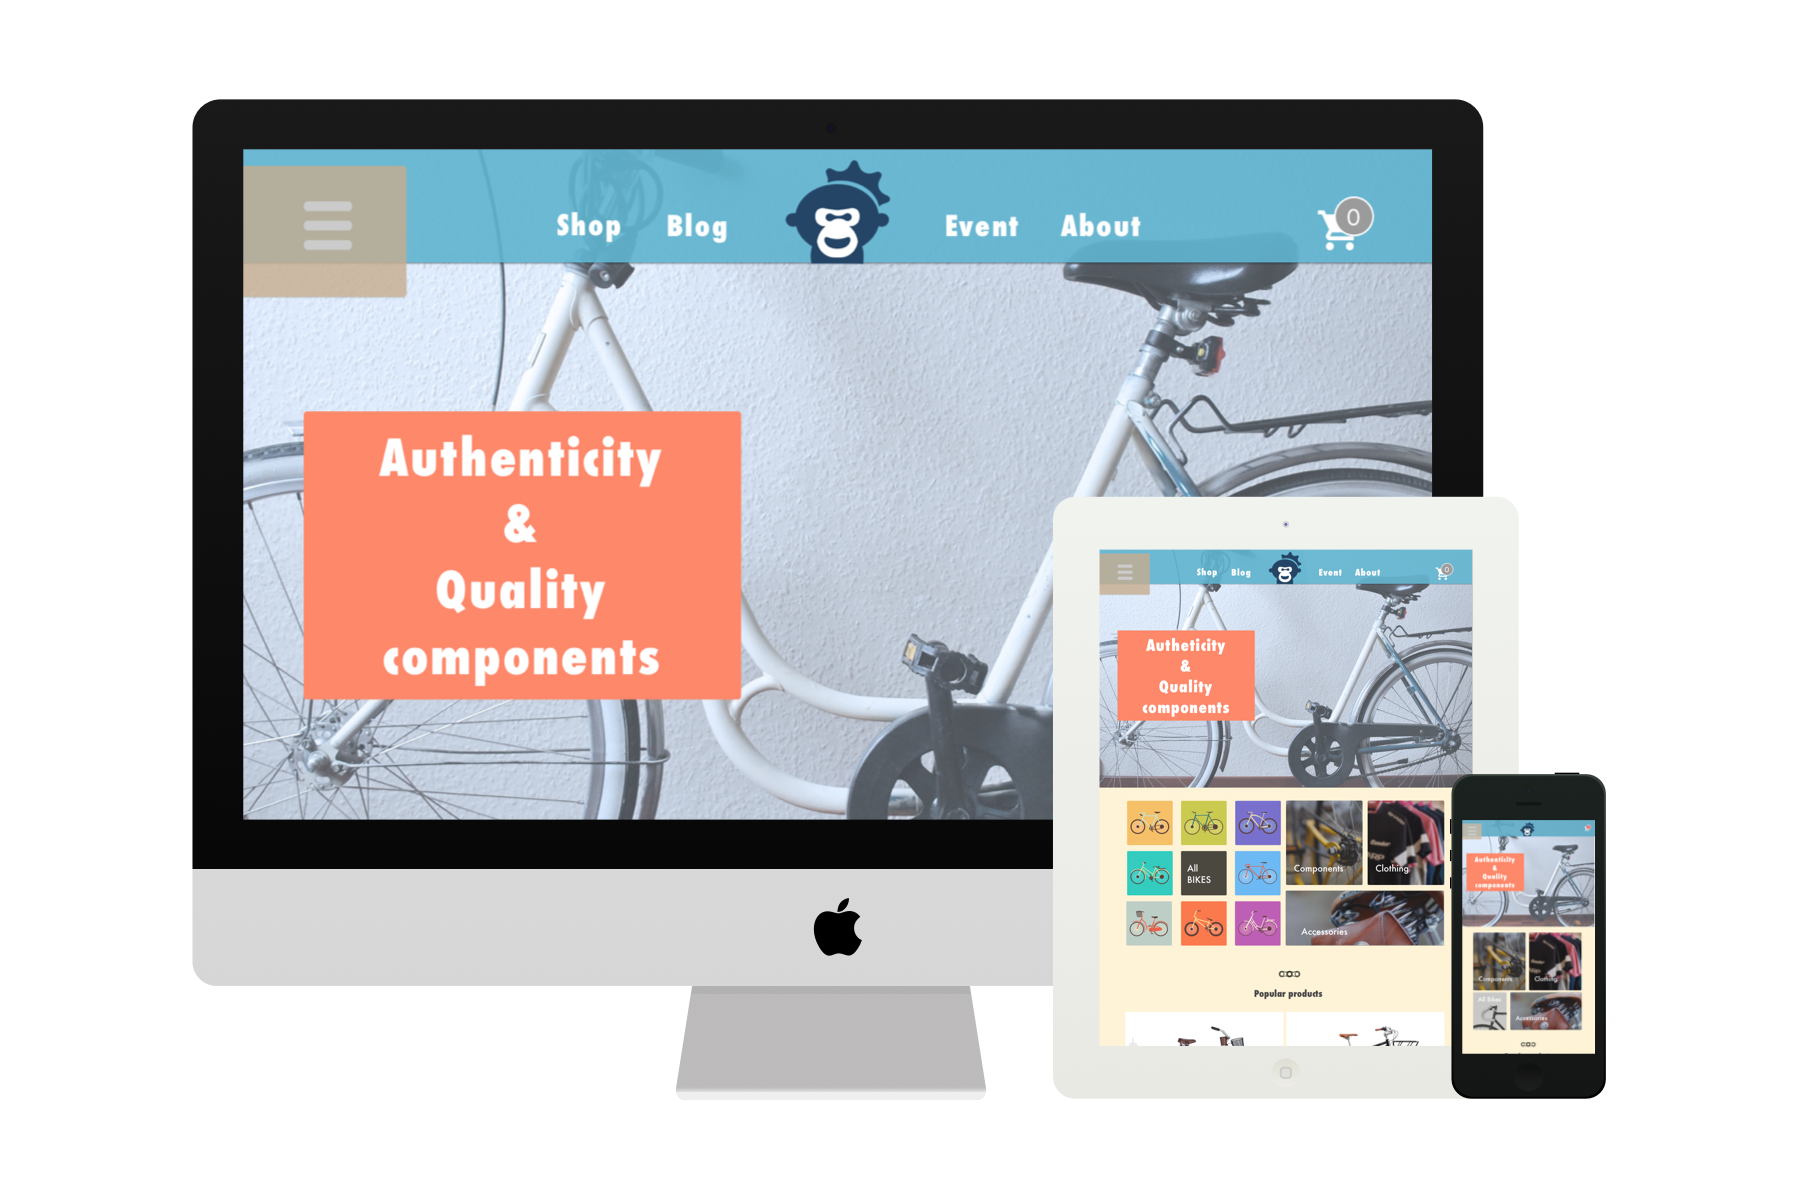 Shop Blog Event About 0
Authenticity
&
Quality
components
Shop Blog Event About 0
Autheticity
&
Quality
components
All
BIKES
Components
Clothing
Accessories
Popular products
Authenticity
&
Quality
components
Components
Clothing
All Bikes
Accessories